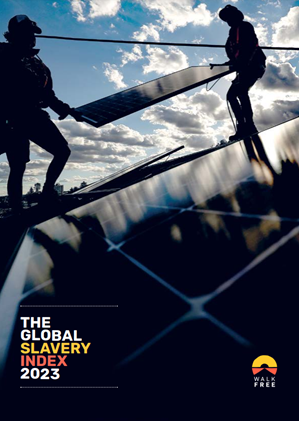 THE
GLOBAL
SLAVERY
INDEX
2023
WALK
FREE